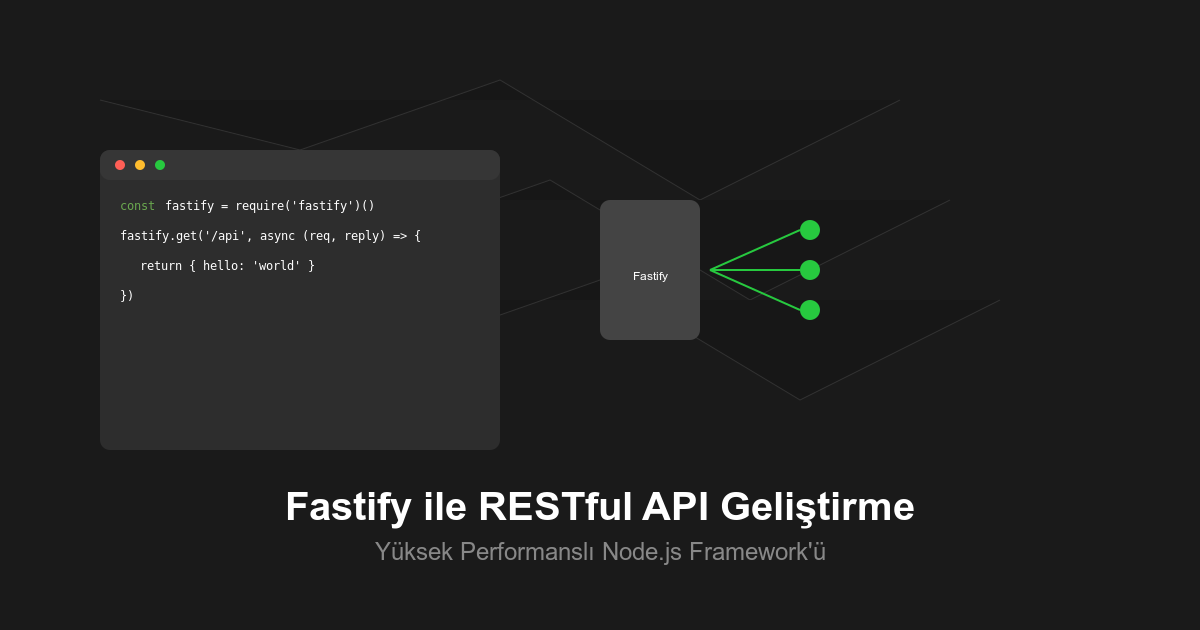 const fastify = require('fastify')()
fastify.get('/api', async (req, reply) => {
return { hello: 'world' }
})
Fastify
Fastify ile RESTful API Geliştirme
Yüksek Performanslı Node.js Framework'ü